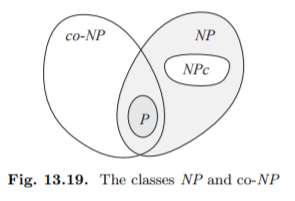 co-NP
NP
NPc
P
Fig. 13.19. The classes NP and co-NP